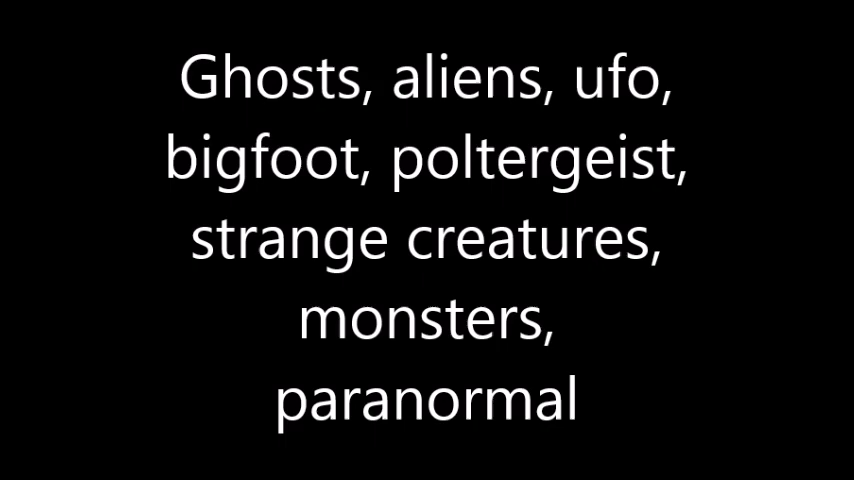 Ghosts, aliens, ufo,
bigfoot, poltergeist,
strange creatures,
monsters,
paranormal